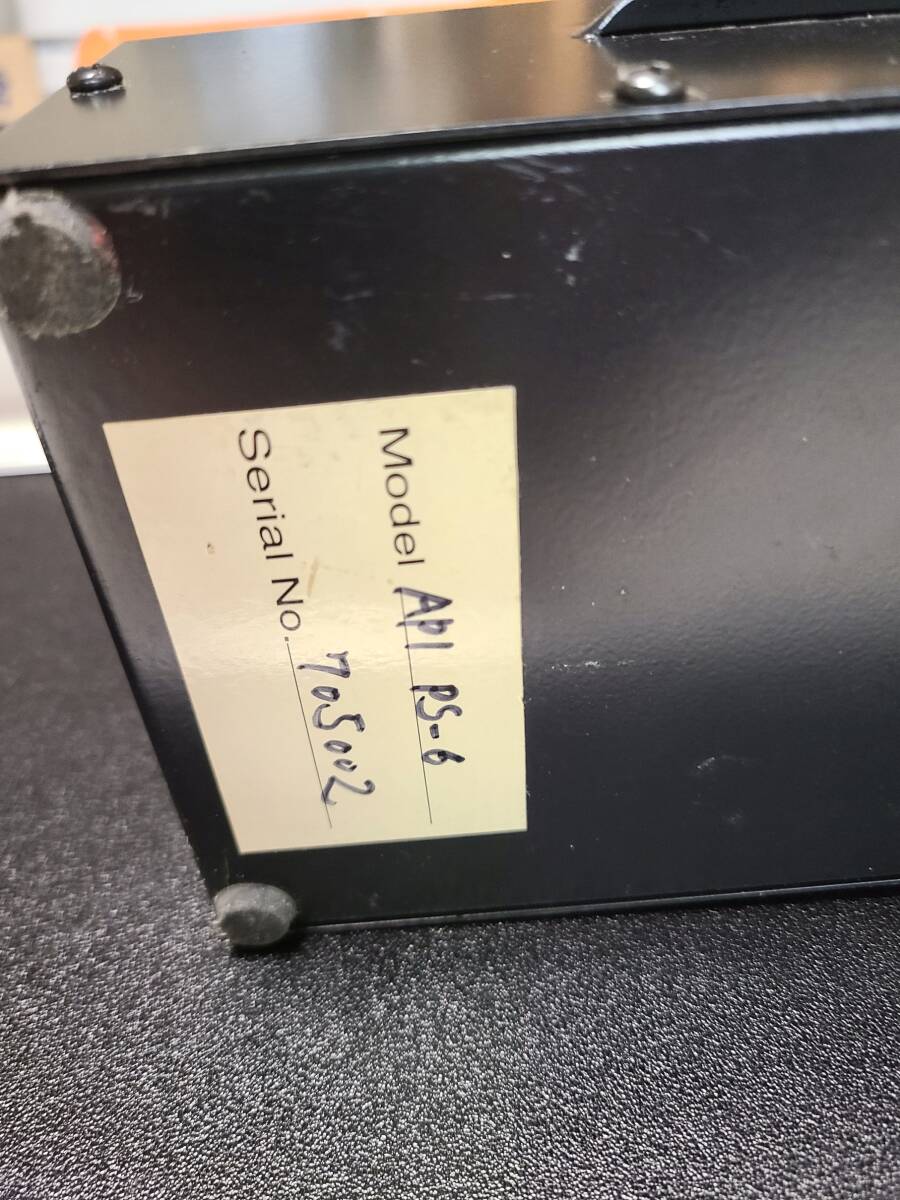 Model API PS-6
Serial No. 705002